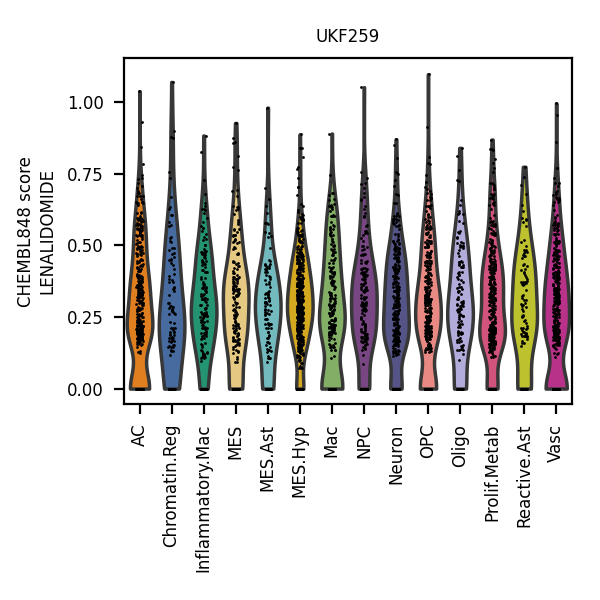 UKF259
CHEMBL848 score
LENALIDOMIDE
1.00
0.75
0.50
0.25
0.00
AC
Chromatin.Reg
Inflammatory.Mac
MES
MES.Ast
MES.Hyp
Mac
NPC
Neuron
OPC
Oligo
Prolif.Metab
Reactive.Ast
Vasc